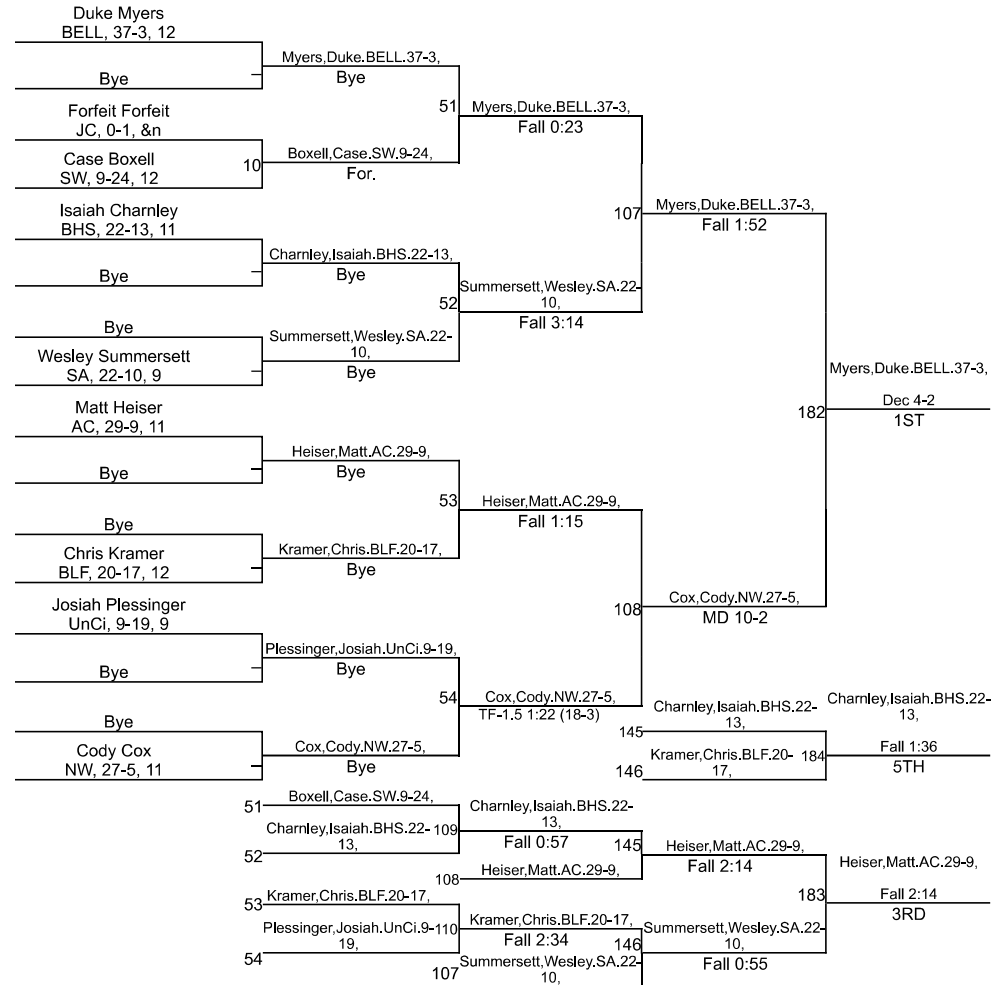 Duke Myers
BELL, 37-3, 12
Bye
Forfeit Forfeit
JC, 0-1, &n
Case Boxell
SW, 9-24, 12
Isaiah Charnley
BHS, 22-13, 11
Bye
Bye
Wesley Summersett
SA, 22-10, 9
Matt Heiser
AC, 29-9, 11
Bye
Bye
Chris Kramer
BLF, 20-17, 12
Josiah Plessinger
UnCi, 9-19, 9
Bye
Bye
Cody Cox
NW, 27-5, 11
Myers,Duke.BELL.37-3,
Bye
10
Boxell,Case.SW.9-24,
For.
Charnley,Isaiah.BHS.22-13,
Bye
Summersett,Wesley.SA.22-
10,
Bye
Heiser,Matt.AC.29-9,
Bye
Kramer,Chris.BLF.20-17,
Bye
Plessinger,Josiah.UnCi.9-19,
Bye
Cox,Cody.NW.27-5,
Bye
51
Myers,Duke.BELL.37-3,
Fall 0:23
52
Summersett,Wesley.SA.22-
10,
Fall 3:14
53
Heiser,Matt.AC.29-9,
Fall 1:15
54
Cox,Cody.NW.27-5,
TF-1.5 1:22 (18-3)
107
Myers,Duke.BELL.37-3,
Fall 1:52
108
Cox,Cody.NW.27-5,
MD 10-2
182
Myers,Duke.BELL.37-3,
Dec 4-2
1ST
145
Charnley,Isaiah.BHS.22-
13,
146
Kramer,Chris.BLF.20-
17,
184
Charnley,Isaiah.BHS.22-
13,
Fall 1:36
5TH
51
Boxell,Case.SW.9-24,
52
Charnley,Isaiah.BHS.22-
13,
109
Charnley,Isaiah.BHS.22-
13,
Fall 0:57
108
Heiser,Matt.AC.29-9,
145
Heiser,Matt.AC.29-9,
Fall 2:14
53
Kramer,Chris.BLF.20-17,
54
Plessinger,Josiah.UnCi.9-
19,
110
Kramer,Chris.BLF.20-17,
Fall 2:34
107
Summersett,Wesley.SA.22-
10,
146
Summersett,Wesley.SA.22-
10,
Fall 0:55
183
Heiser,Matt.AC.29-9,
Fall 2:14
3RD